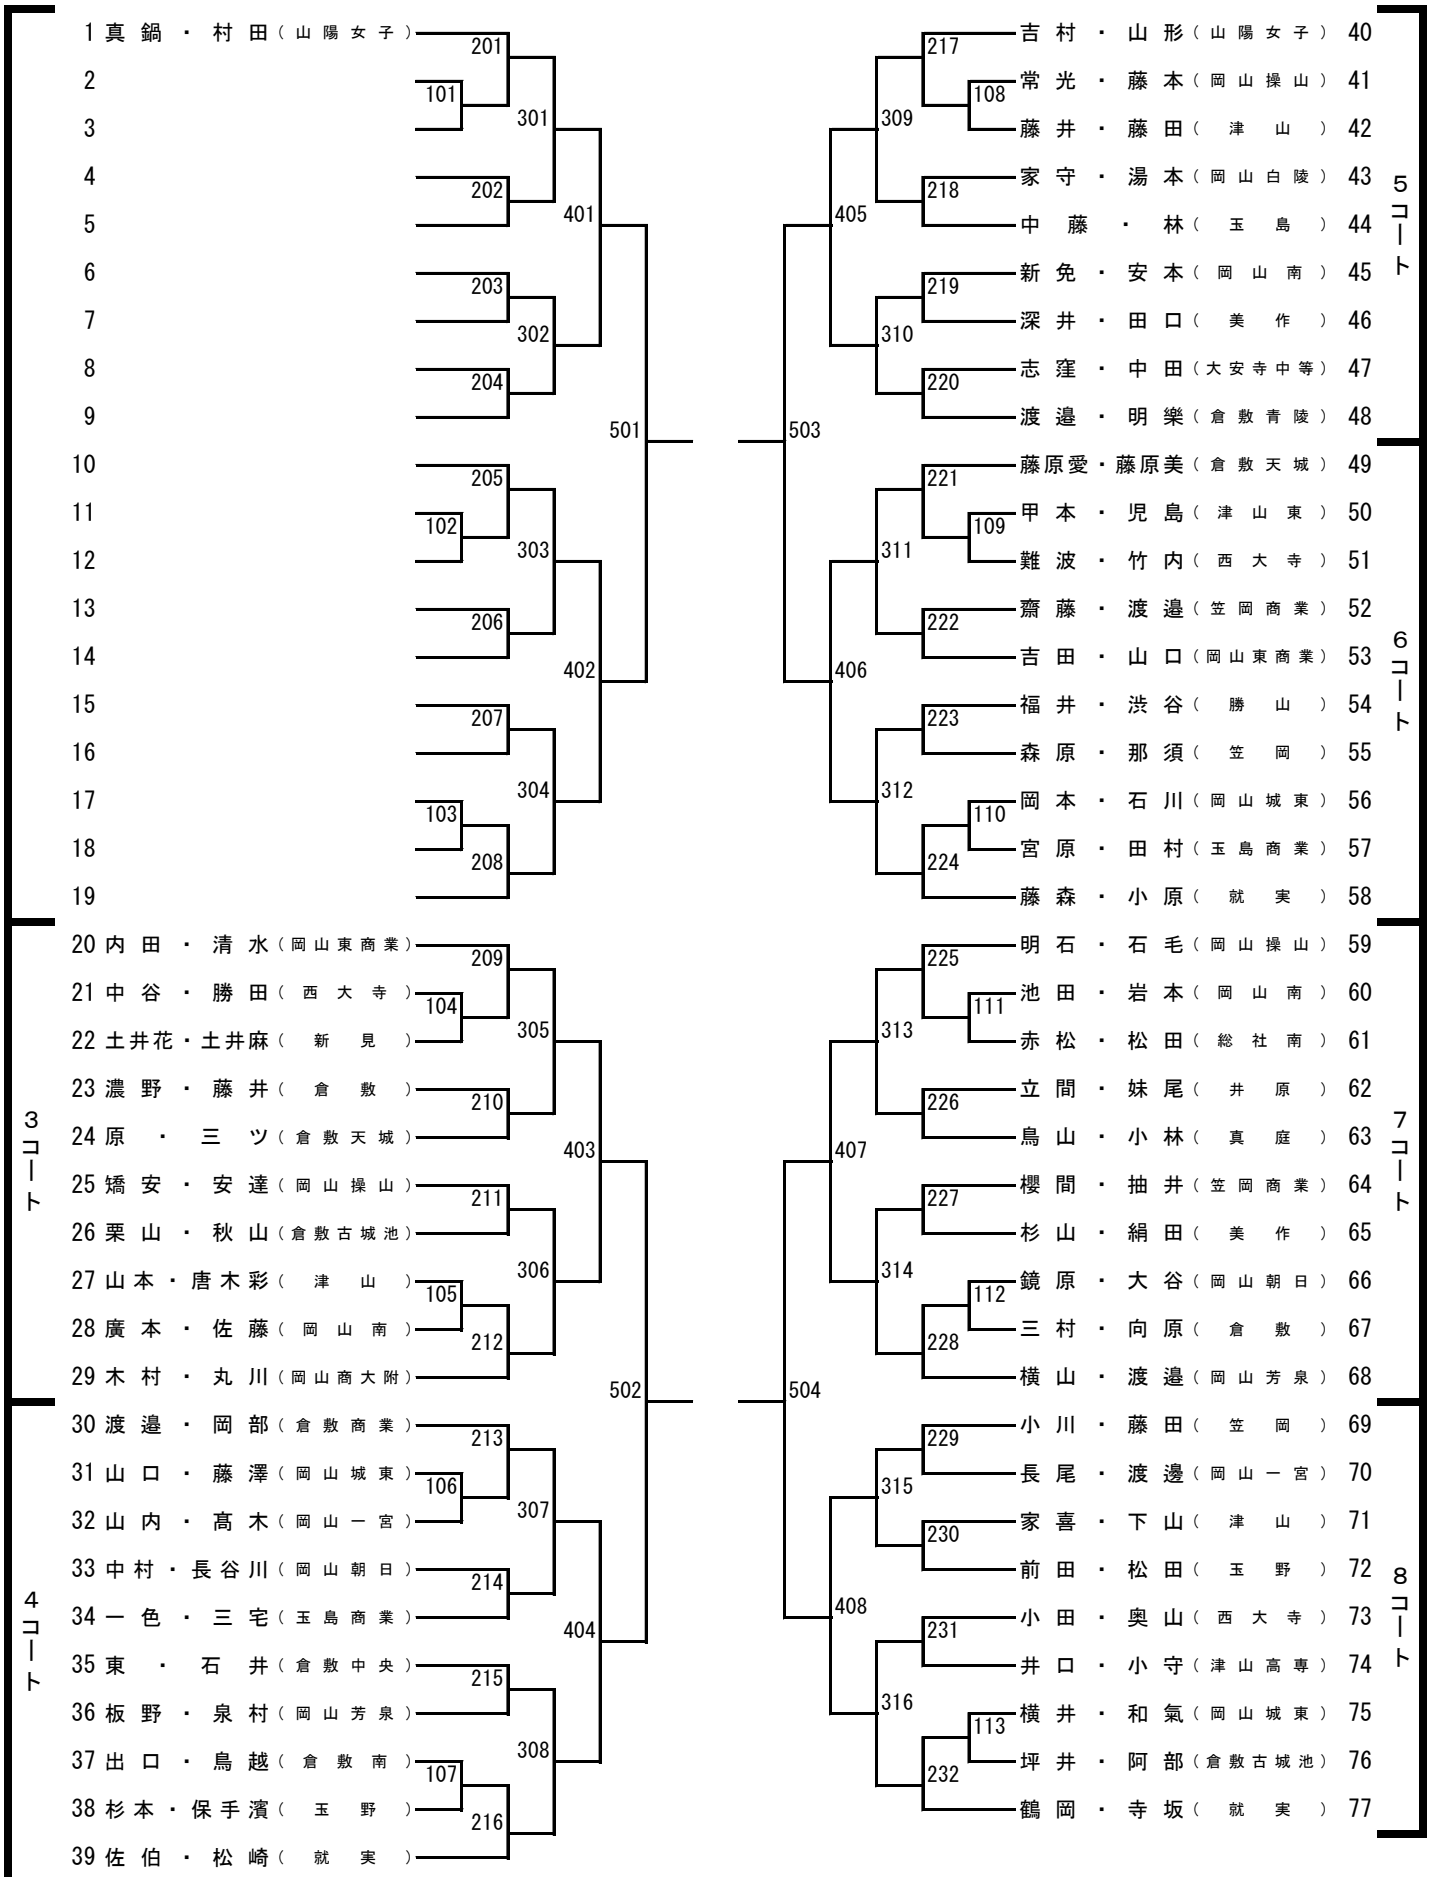 1 真鍋・村田（山陽女子）
2
3
4
5
6
7
8
9
10
11
12
13
14
15
16
17
18
19
20 内田・清水（岡山東商業）
21 中谷・勝田（西大寺）
22 土井花・土井麻（新見）
23 濃野・藤井（倉敷）
24 原・三ツ（倉敷天城）
25 矯安・安達（岡山操山）
26 栗山・秋山（倉敷古城池）
27 山本・唐木彩（津山）
28 廣本・佐藤（岡山南）
29 木村・丸川（岡山商大附）
30 渡邉・岡部（倉敷商業）
31 山口・藤澤（岡山城東）
32 山内・髙木（岡山一宮）
33 中村・長谷川（岡山朝日）
34 一色・三宅（玉島商業）
35 東・石井（倉敷中央）
36 板野・泉村（岡山芳泉）
37 出口・鳥越（倉敷南）
38 杉本・保手濱（玉野）
39 佐伯・松崎（就実）
3コート
4コート
101
102
103
104
105
106
107
201
202
203
204
205
206
207
208
209
210
211
212
213
214
215
216
301
302
303
304
305
306
307
308
401
402
403
404
501
502
503
504
405
406
407
408
309
310
311
312
313
314
315
316
217
218
219
220
221
222
223
224
225
226
227
228
229
230
231
232
108
109
110
111
112
113
吉村・山形（山陽女子） 40
常光・藤本（岡山操山） 41
藤井・藤田（津山） 42
家守・湯本（岡山白陵） 43
中藤・林（玉島） 44
新免・安本（岡山南） 45
深井・田口（美作） 46
志窪・中田（大安寺中等） 47
渡邉・明樂（倉敷青陵） 48
藤原愛・藤原美（倉敷天城） 49
甲本・児島（津山東） 50
難波・竹内（西大寺） 51
齋藤・渡邉（笠岡商業） 52
吉田・山口（岡山東商業） 53
福井・渋谷（勝山） 54
森原・那須（笠岡） 55
岡本・石川（岡山城東） 56
宮原・田村（玉島商業） 57
藤森・小原（就実） 58
明石・石毛（岡山操山） 59
池田・岩本（岡山南） 60
赤松・松田（総社南） 61
立間・妹尾（井原） 62
鳥山・小林（真庭） 63
櫻間・抽井（笠岡商業） 64
杉山・絹田（美作） 65
鏡原・大谷（岡山朝日） 66
三村・向原（倉敷） 67
横山・渡邉（岡山芳泉） 68
小川・藤田（笠岡） 69
長尾・渡邊（岡山一宮） 70
家喜・下山（津山） 71
前田・松田（玉野） 72
小田・奥山（西大寺） 73
井口・小守（津山高専） 74
横井・和氣（岡山城東） 75
坪井・阿部（倉敷古城池） 76
鶴岡・寺坂（就実） 77
5コート
6コート
7コート
8コート